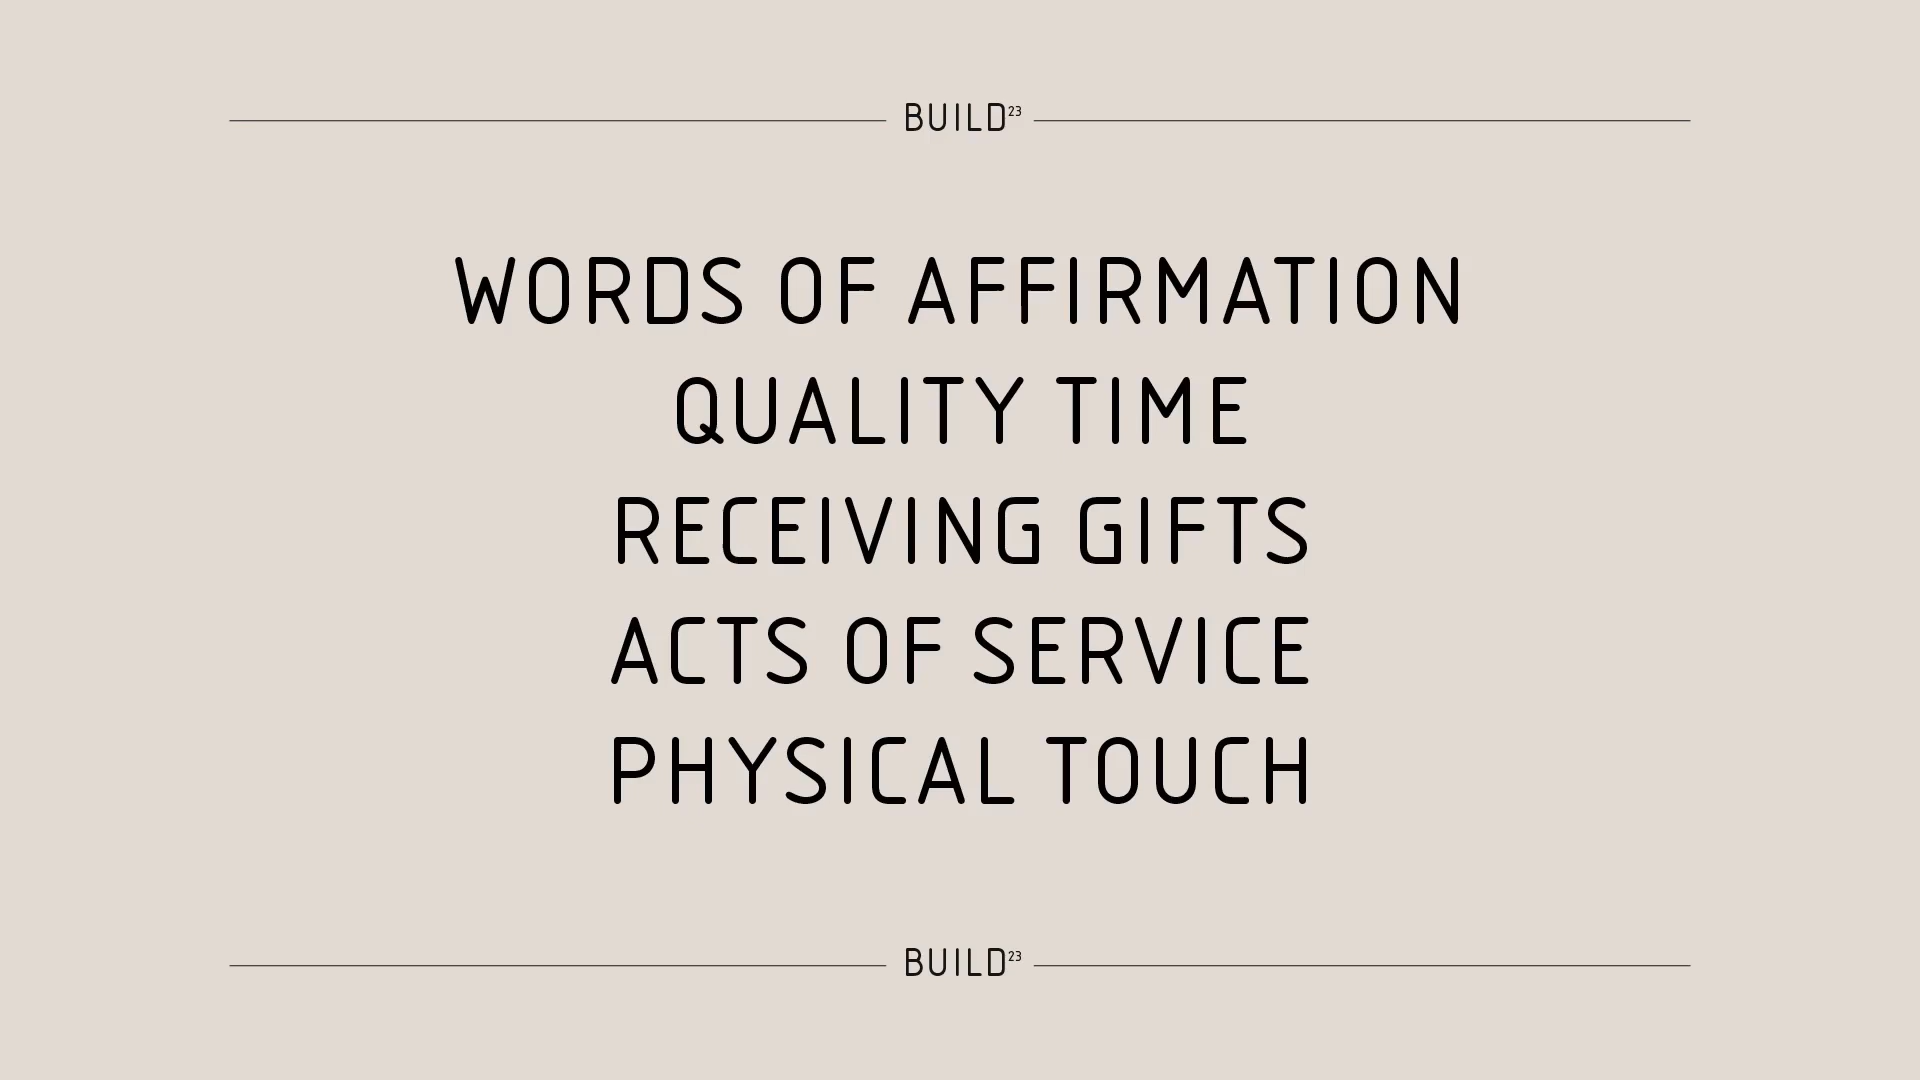 BUILD²³
WORDS OF AFFIRMATION
QUALITY TIME
RECEIVING GIFTS
ACTS OF SERVICE
PHYSICAL TOUCH
BUILD²³